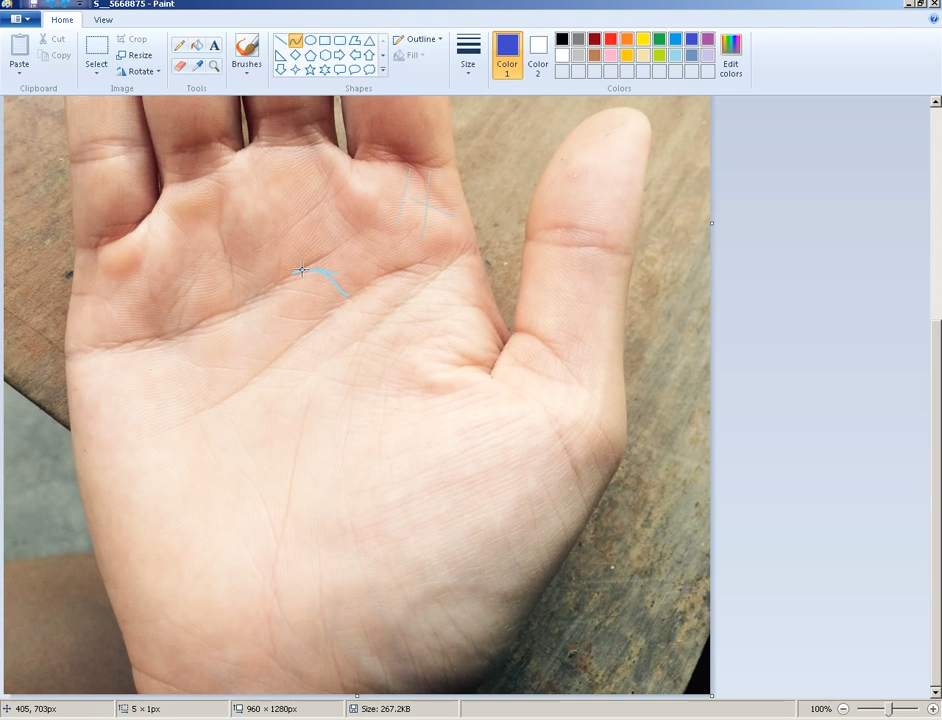 S__5668875 - Paint
Home View
Paste
Cut
Copy
Clipboard
Select
Crop
Resize
Rotate
Image
A
Tools
Brushes
Shapes
Outline
Fill
Size
Color 1
Color 2
Edit colors
Colors
405, 703px 5 × 1px 960 × 1280px Size: 267.2KB 100%